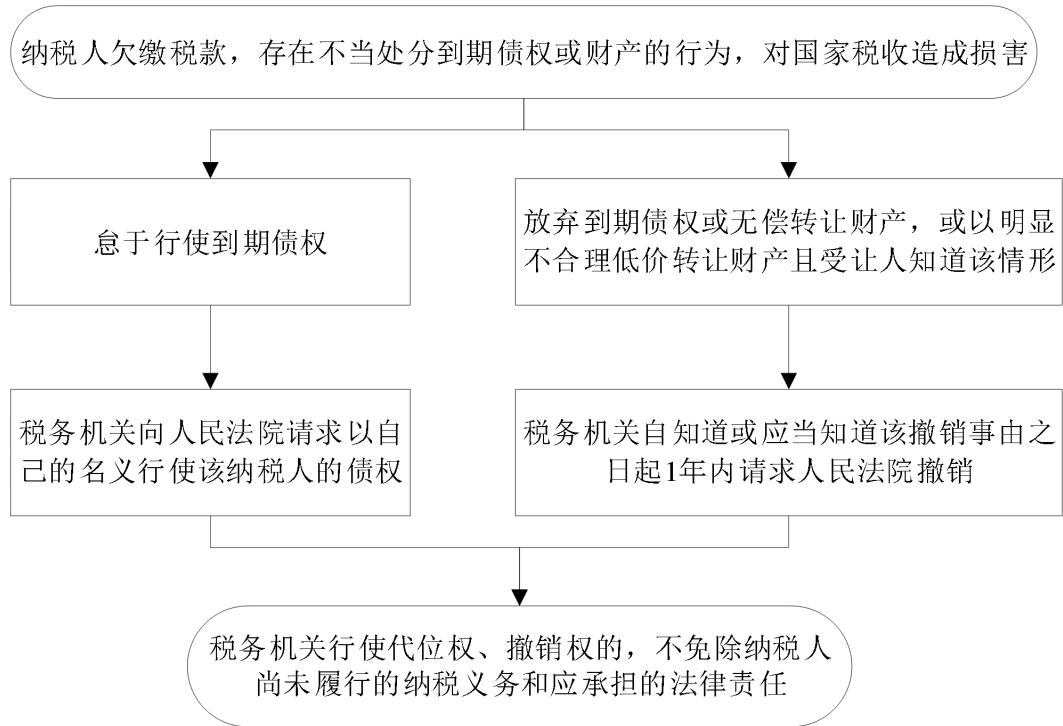 纳税人欠缴税款，存在不当处分到期债权或财产的行为，对国家税收造成损害
怠于行使到期债权
放弃到期债权或无偿转让财产，或以明显
不合理低价转让财产且受让人知道该情形
税务机关向人民法院请求以自
己的名义行使该纳税人的债权
税务机关自知道或应当知道该撤销事由之
日起1年内请求人民法院撤销
税务机关行使代位权、撤销权的，不免除纳税人
尚未履行的纳税义务和应承担的法律责任